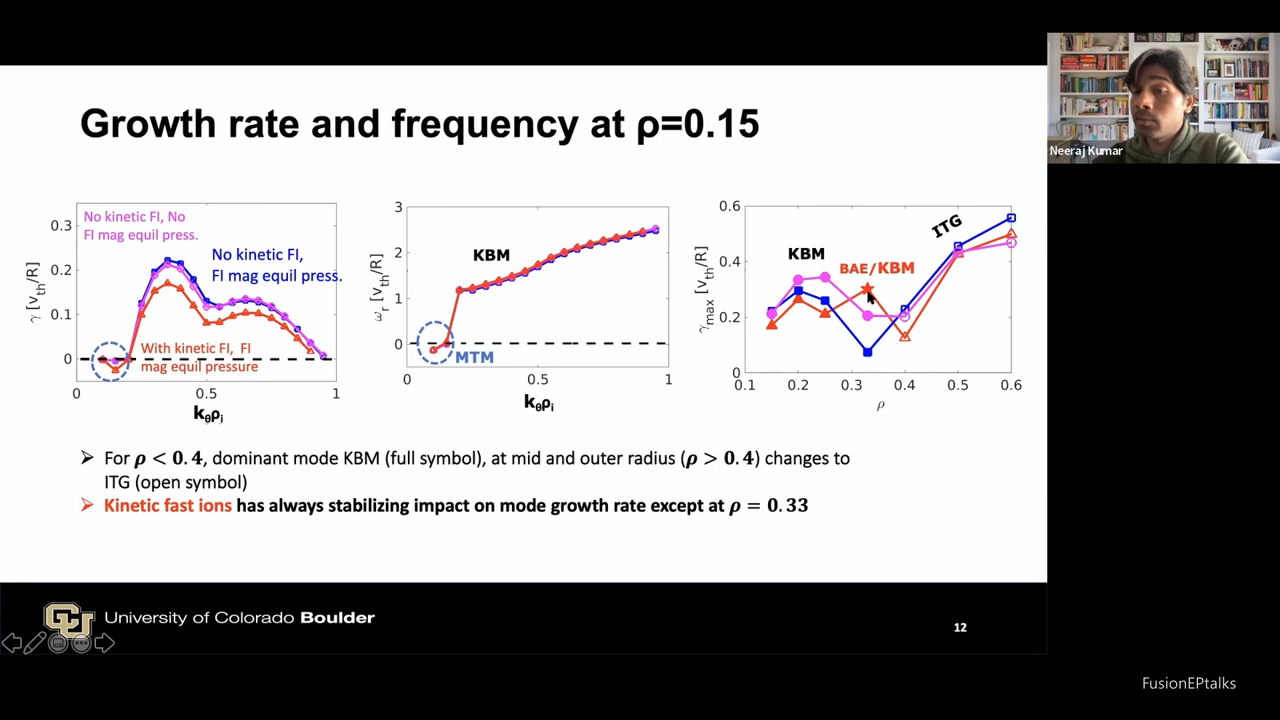 Growth rate and frequency at ρ=0.15
Neeraj Kumar
No kinetic FI, No
FI mag equil press.
No kinetic FI,
FI mag equil press.
With kinetic FI, FI
mag equil pressure
γ [v_th/R]
0.3
0.2
0.1
0
0
0.5
1
k_θρ_i
KBM
MTM
ω_r [v_th/R]
3
2
1
0
0
0.5
1
k_θρ_i
KBM
BAE/KBM
ITG
γ_max [v_th/R]
0.6
0.4
0.2
0
0.1
0.2
0.3
0.4
0.5
0.6
ρ
➢ For ρ < 0.4, dominant mode KBM (full symbol), at mid and outer radius (ρ > 0.4) changes to
ITG (open symbol)
➢ Kinetic fast ions has always stabilizing impact on mode growth rate except at ρ = 0.33
CU
University of Colorado Boulder
12
FusionEPtalks